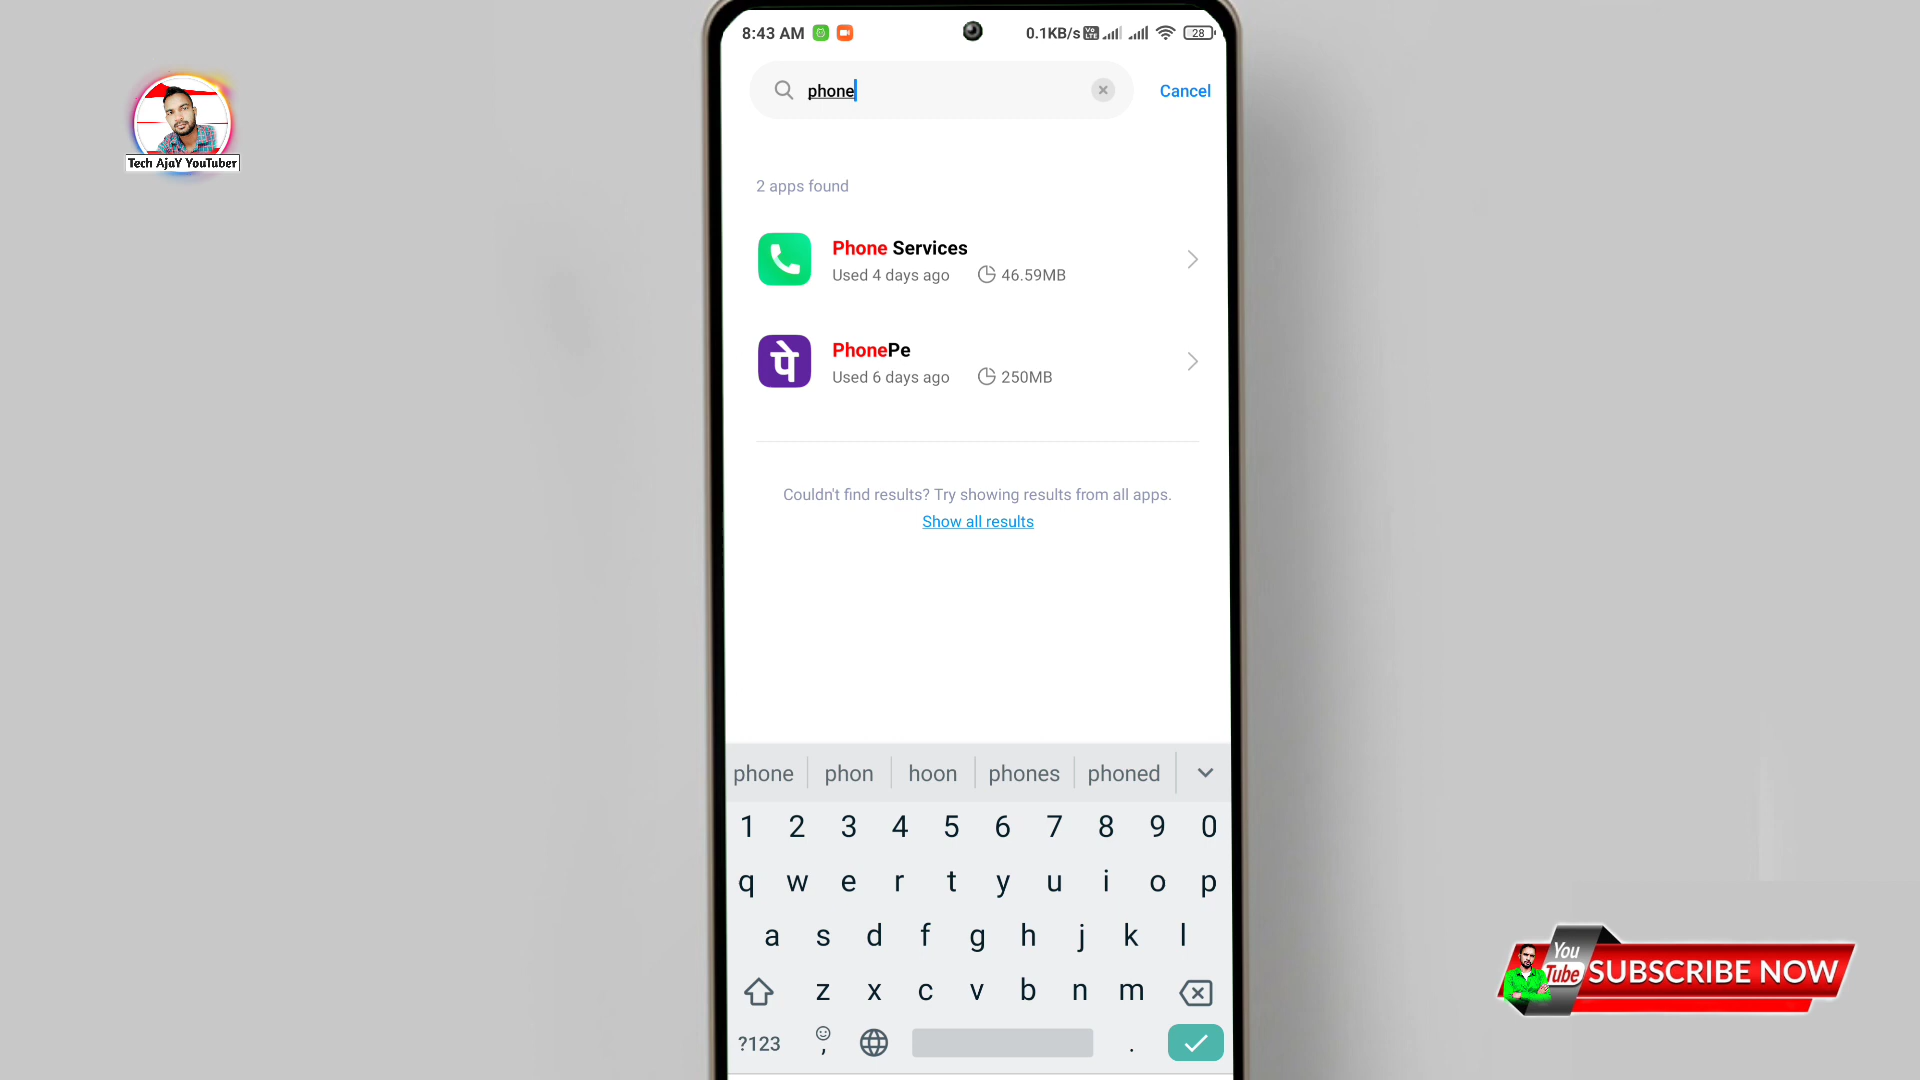 8:43 AM 0.1KB/s Vo LTE 28
phone Cancel
Tech AjaY YouTuber
2 apps found
Phone Services
Used 4 days ago 46.59MB
पे PhonePe
Used 6 days ago 250MB
Couldn't find results? Try showing results from all apps.
Show all results
phone phon hoon phones phoned
1 2 3 4 5 6 7 8 9 0
q w e r t y u i o p
a s d f g h j k l
z x c v b n m
?123 , .
You
Tube SUBSCRIBE NOW